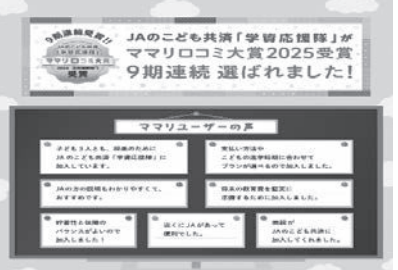 9期連続受賞!!
ママリ口コミ大賞
受賞
JAのこども共済「学資応援隊」が
ママリ口コミ大賞2025受賞
9期連続 選ばれました!
ママリユーザーの声
子ども3人とも、将来のために
JAのこども共済「学資応援隊」に
加入しています。
支払い方法や
こどもの進学時期に合わせて
プランが選べるので加入しました。
JAの方の説明もわかりやすくて、
おすすめです。
将来の教育費を堅実に
準備するために加入しました。
貯蓄性と保障の
バランスがよいので
加入しました!
近くにJAがあって
便利でした。
両親が
JAのこども共済に
加入してくれました。